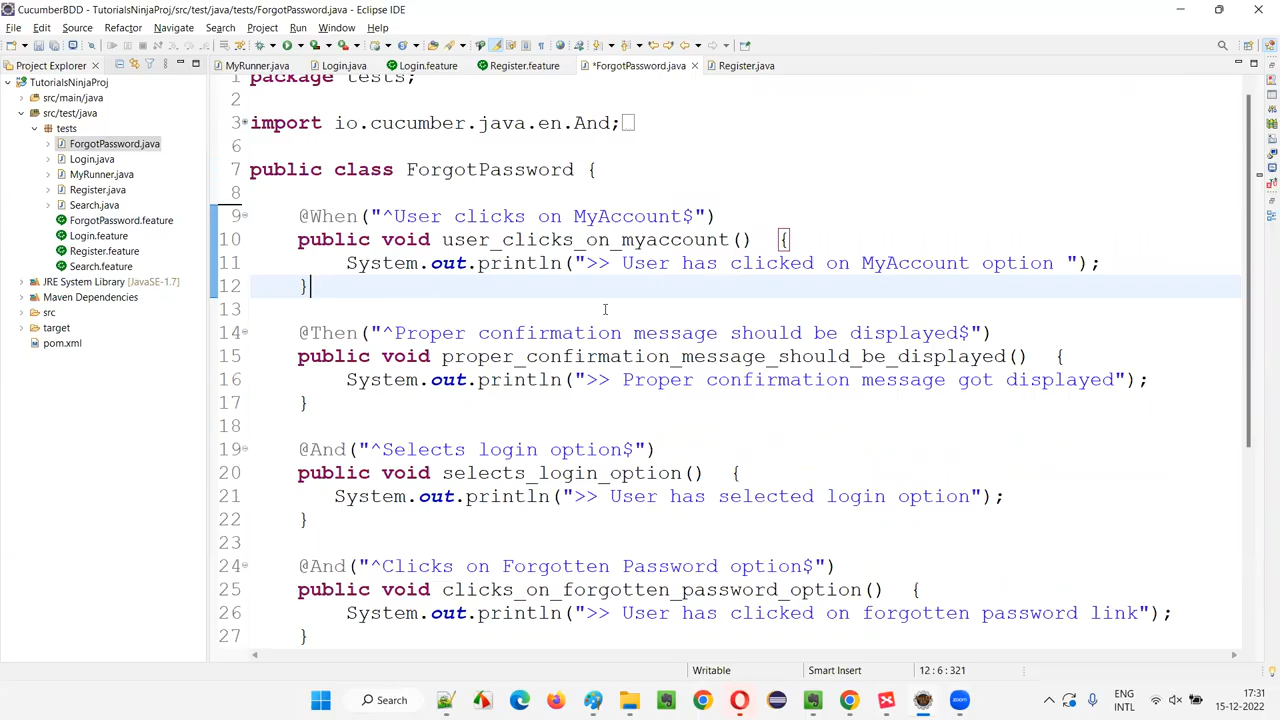 CucumberBDD - TutorialsNinjaProj/src/test/java/tests/ForgotPassword.java - Eclipse IDE
File Edit Source Refactor Navigate Search Project Run Window Help
Project Explorer
MyRunner.java
Login.java
Login.feature
Register.feature
*ForgotPassword.java
Register.java
TutorialsNinjaProj
src/main/java
src/test/java
tests
ForgotPassword.java
Login.java
MyRunner.java
Register.java
Search.java
ForgotPassword.feature
Login.feature
Register.feature
Search.feature
JRE System Library [JavaSE-1.7]
Maven Dependencies
src
target
pom.xml
1 package tests;
2
3 import io.cucumber.java.en.And;
6
7 public class ForgotPassword {
8
9 @When("^User clicks on MyAccount$")
10 public void user_clicks_on_myaccount() {
11 System.out.println(">> User has clicked on MyAccount option ");
12 }
13
14 @Then("^Proper confirmation message should be displayed$")
15 public void proper_confirmation_message_should_be_displayed() {
16 System.out.println(">> Proper confirmation message got displayed");
17 }
18
19 @And("^Selects login option$")
20 public void selects_login_option() {
21 System.out.println(">> User has selected login option");
22 }
23
24 @And("^Clicks on Forgotten Password option$")
25 public void clicks_on_forgotten_password_option() {
26 System.out.println(">> User has clicked on forgotten password link");
27 }
Writable Smart Insert 12 : 6 : 321
Search
ENG
INTL
17:31
15-12-2022